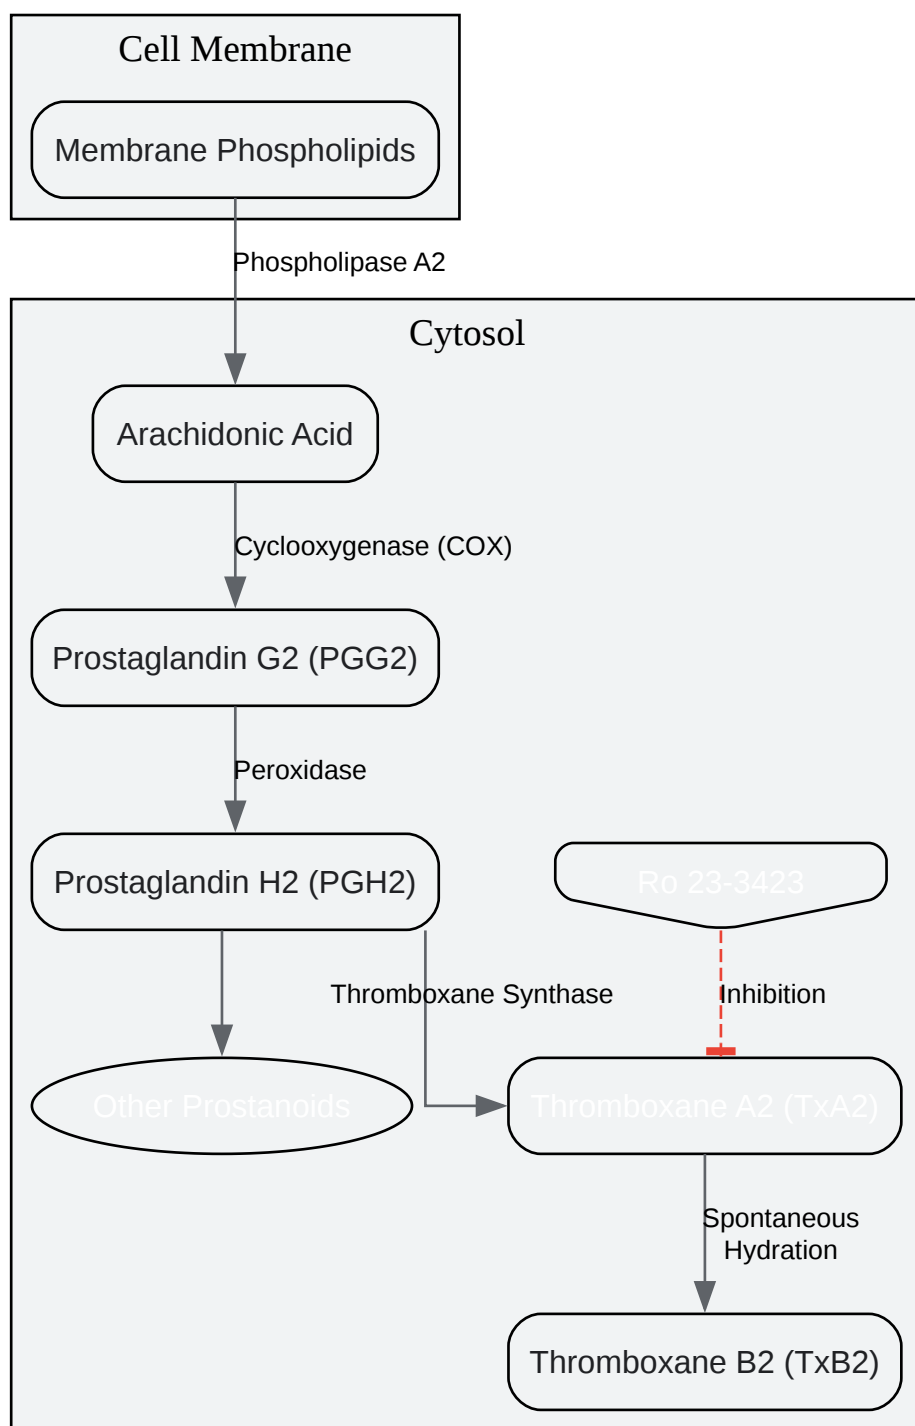 Cell Membrane
Membrane Phospholipids
Phospholipase A2
Cytosol
Arachidonic Acid
Cyclooxygenase (COX)
Prostaglandin G2 (PGG2)
Peroxidase
Prostaglandin H2 (PGH2)
Ro 23-3423
Thromboxane Synthase
Inhibition
Other Prostanoids
Thromboxane A2 (TxA2)
Spontaneous
Hydration
Thromboxane B2 (TxB2)